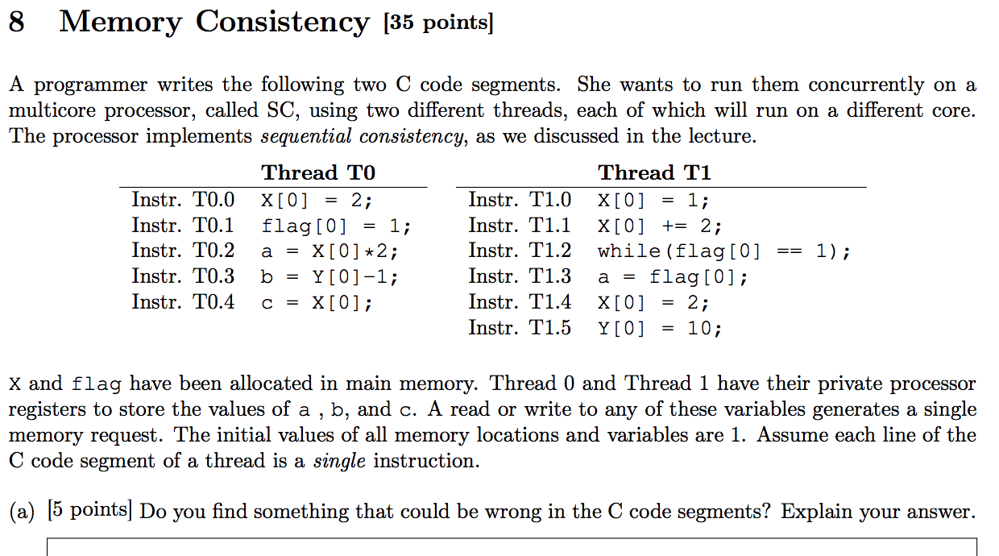 8 Memory Consistency [35 points]
A programmer writes the following two C code segments. She wants to run them concurrently on a
multicore processor, called SC, using two different threads, each of which will run on a different core.
The processor implements sequential consistency, as we discussed in the lecture.
Thread T0 Thread T1
Instr. T0.0 X[0] = 2; Instr. T1.0 X[0] = 1;
Instr. T0.1 flag[0] = 1; Instr. T1.1 X[0] += 2;
Instr. T0.2 a = X[0]*2; Instr. T1.2 while(flag[0] == 1);
Instr. T0.3 b = Y[0]-1; Instr. T1.3 a = flag[0];
Instr. T0.4 c = X[0]; Instr. T1.4 X[0] = 2;
Instr. T1.5 Y[0] = 10;
X and flag have been allocated in main memory. Thread 0 and Thread 1 have their private processor
registers to store the values of a , b, and c. A read or write to any of these variables generates a single
memory request. The initial values of all memory locations and variables are 1. Assume each line of the
C code segment of a thread is a single instruction.
(a) [5 points] Do you find something that could be wrong in the C code segments? Explain your answer.